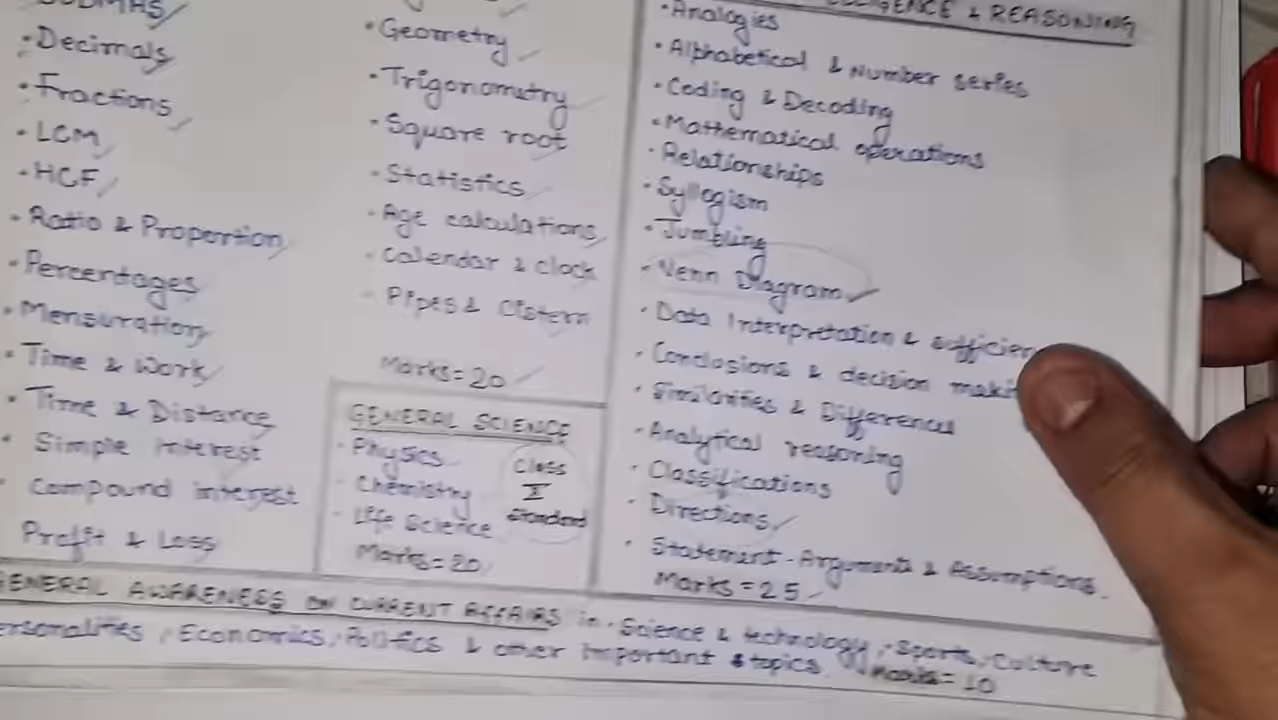 BODMAS
• Decimals
• Fractions
• LCM
• HCF
• Ratio & Proportion
• Percentages
• Mensuration
• Time & Work
• Time & Distance
• Simple interest
• Compound interest
Profit & Loss
• Geometry
• Trigonometry
• Square root
• Statistics
• Age calculations
• Calendar & Clock
- Pipes & Cistern
Marks = 20
GENERAL SCIENCE
• Physics
• Chemistry
- Life Science
Marks = 20
Class
X
standard
& REASONING
• Analogies
• Alphabetical & Number series
• Coding & Decoding
• Mathematical operations
• Relationships
• Syllogism
• Jumbling
• Venn Diagram
• Data Interpretation & sufficien
• Conclusions & decision maki
• Similarities & Differences
• Analytical reasoning
• Classifications
• Directions
• Statement - Arguments & Assumptions.
Marks = 25
GENERAL AWARENESS ON CURRENT AFFAIRS in Science & technology, Sports, Culture
ersonalities, Economics, Politics & other important topics. Marks = 10